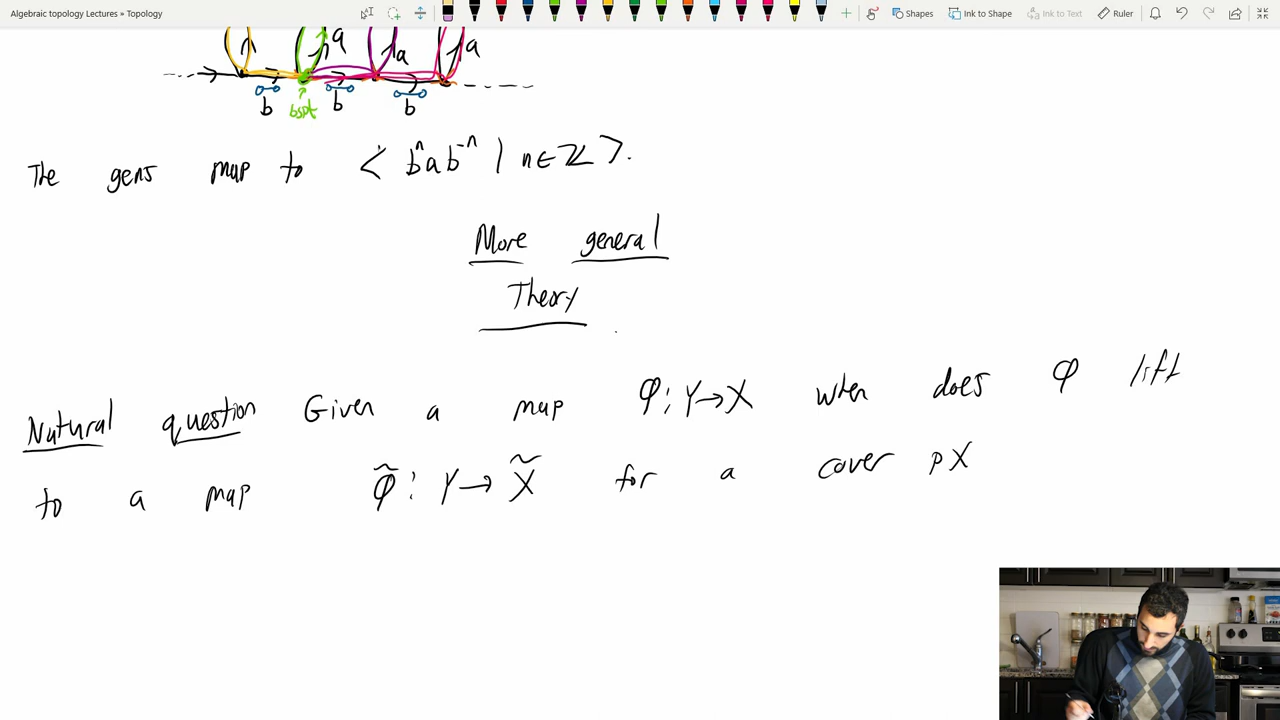 Algebraic topology Lectures » Topology
Shapes
Ink to Shape
Ink to Text
Ruler
a a a
b bspt b b
The gens map to < bⁿab⁻ⁿ | n∈ℤ >.
More general
Theory
Natural question Given a map φ: Y→X when does φ lift
to a map φ̃: Y→X̃ for a cover pX